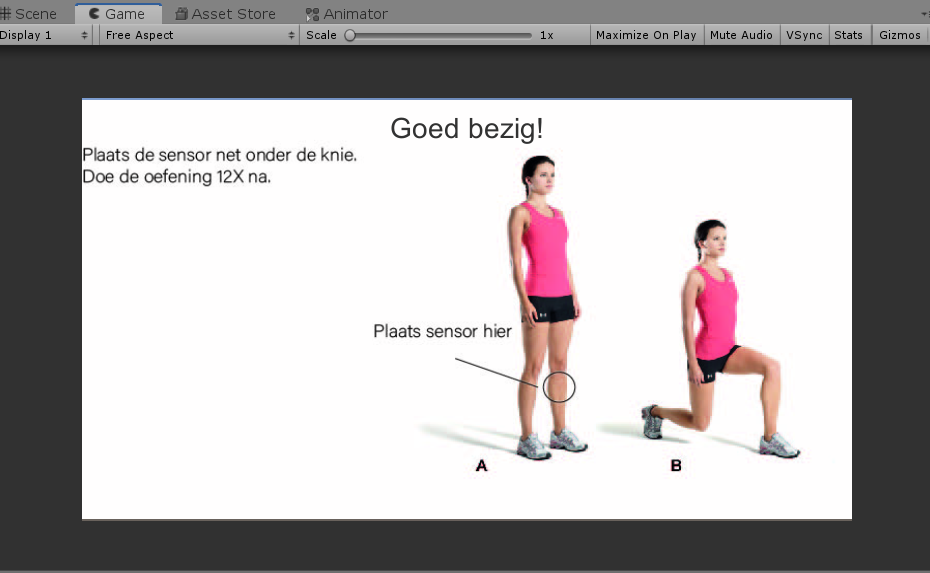 Scene
Game
Asset Store
Animator
Display 1
Free Aspect
Scale
1x
Maximize On Play
Mute Audio
VSync
Stats
Gizmos
Goed bezig!
Plaats de sensor net onder de knie.
Doe de oefening 12X na.
Plaats sensor hier
A
B